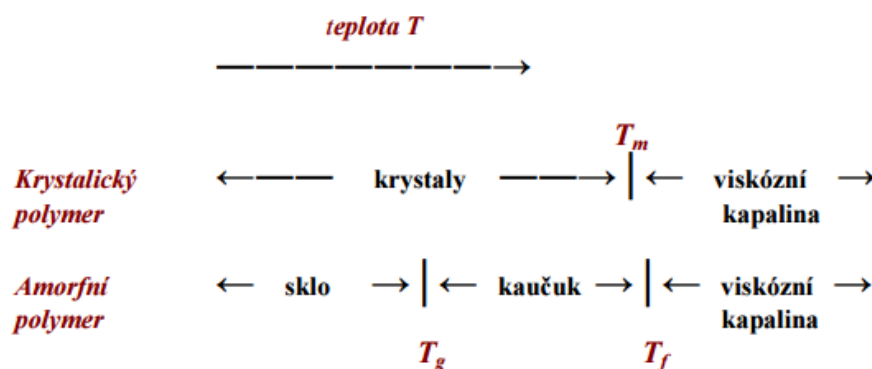 teplota T
T_m
Krystalický krystaly viskózní
polymer kapalina
Amorfní sklo kaučuk viskózní
polymer kapalina
T_g T_f